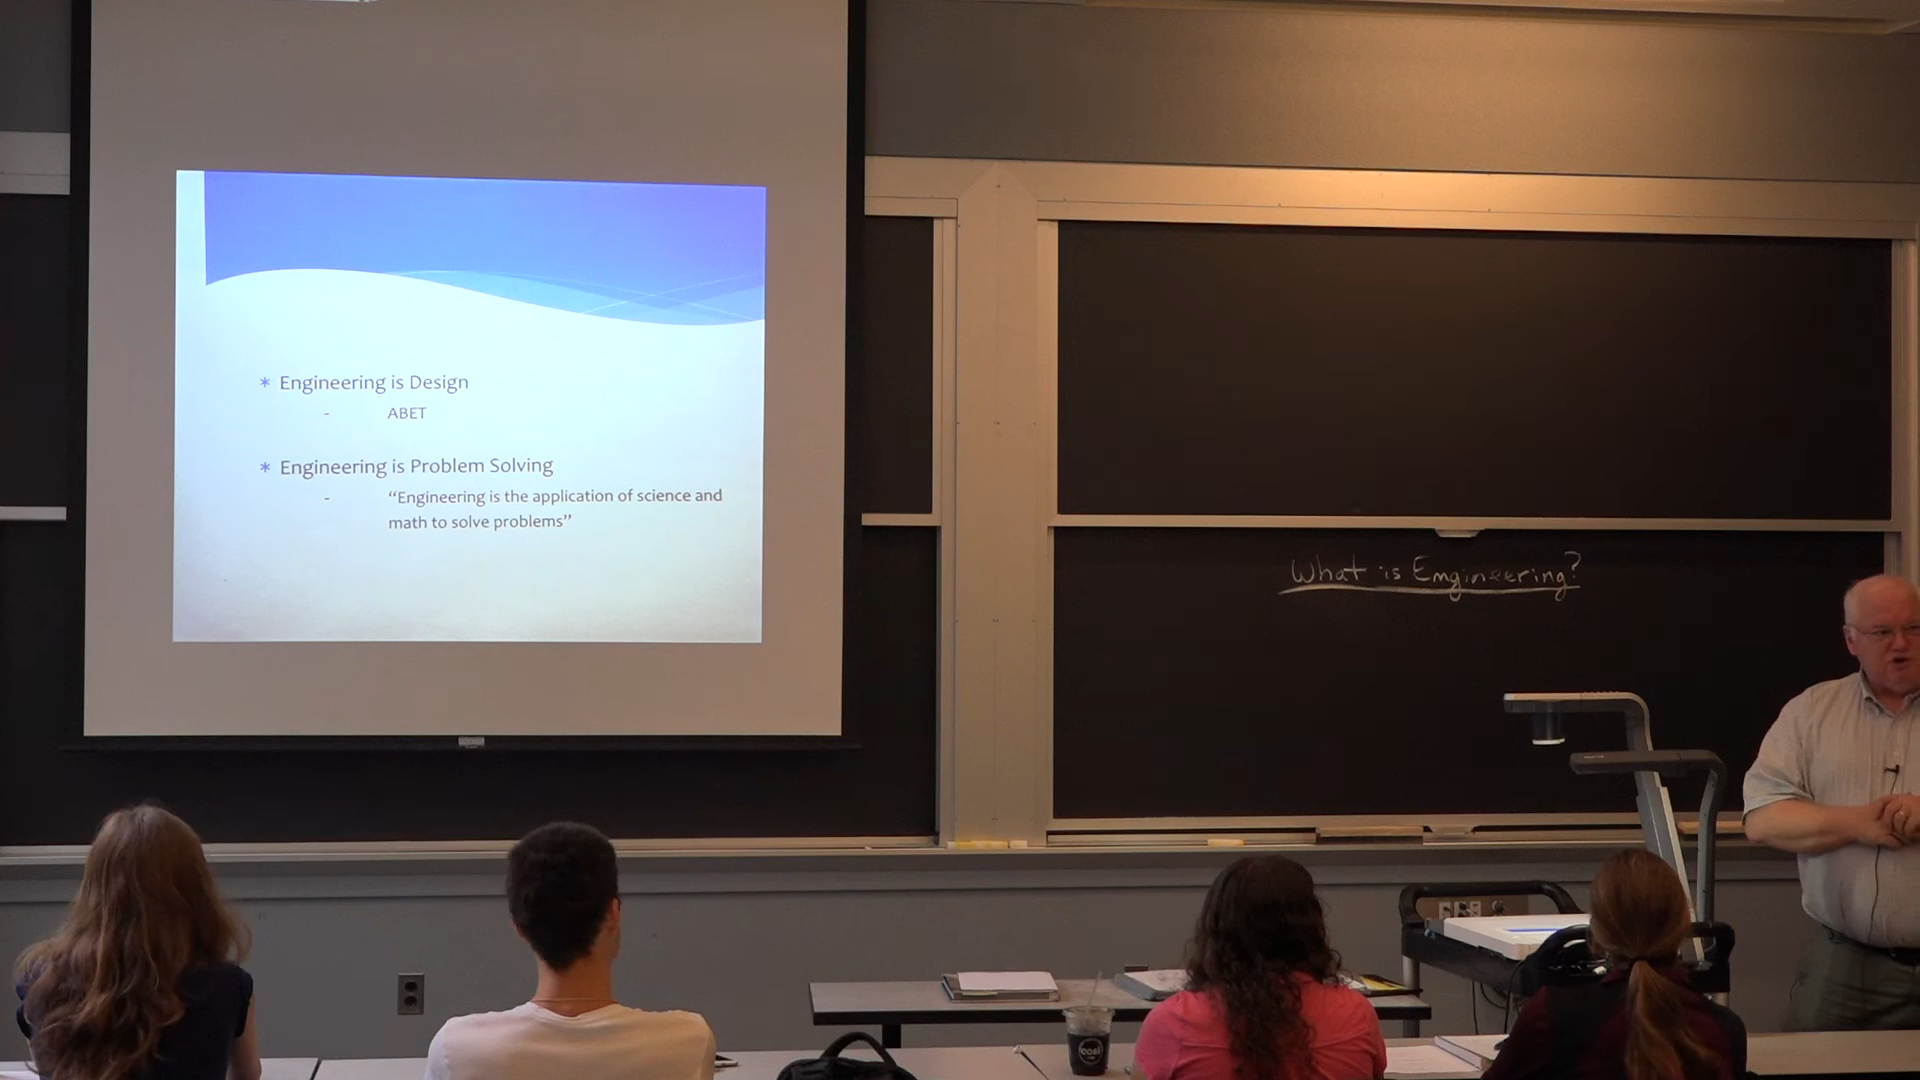 * Engineering is Design
- ABET
* Engineering is Problem Solving
- “Engineering is the application of science and
math to solve problems”
What is Engineering?
coal